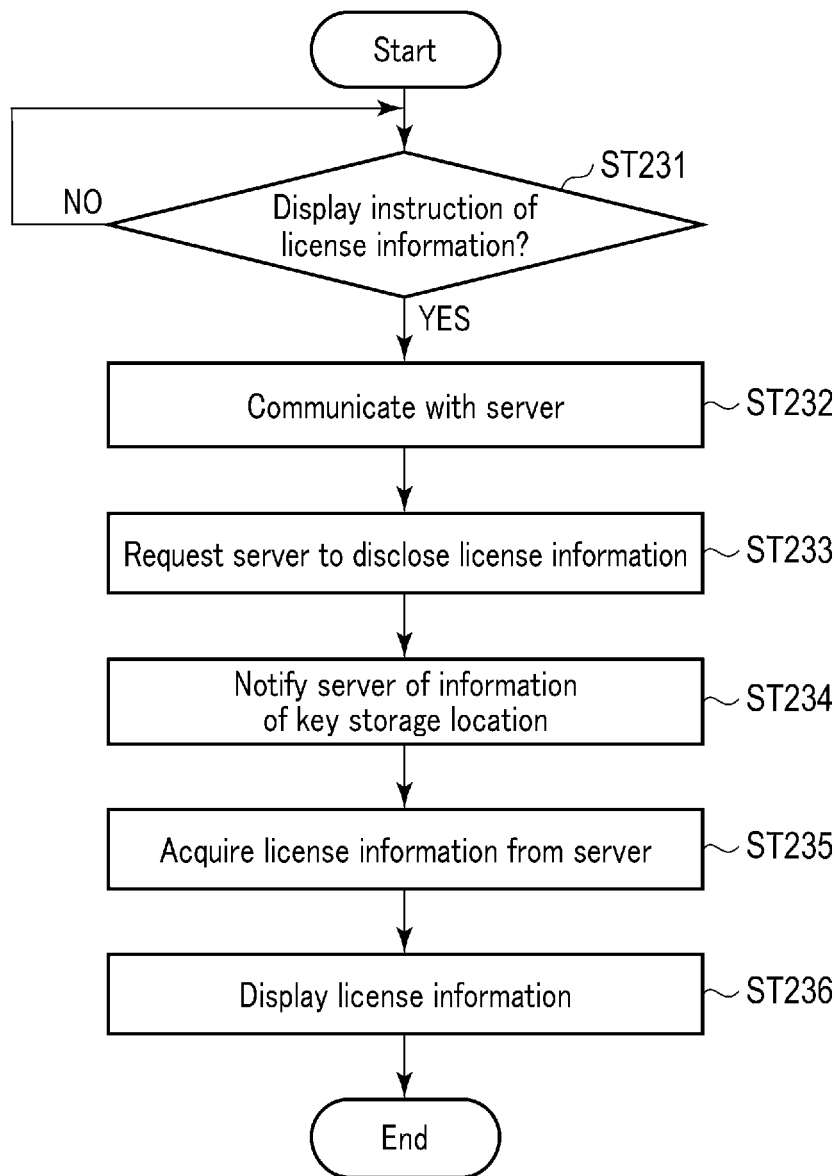 Start
ST231
NO
Display instruction of
license information?
YES
Communicate with server
ST232
Request server to disclose license information
ST233
Notify server of information
of key storage location
ST234
Acquire license information from server
ST235
Display license information
ST236
End